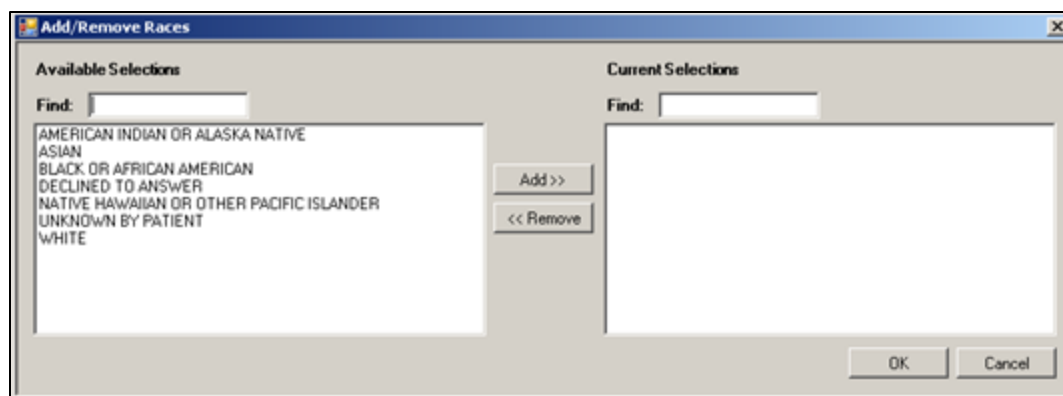 Add/Remove Races
Available Selections
Find:
AMERICAN INDIAN OR ALASKA NATIVE
ASIAN
BLACK OR AFRICAN AMERICAN
DECLINED TO ANSWER
NATIVE HAWAIIAN OR OTHER PACIFIC ISLANDER
UNKNOWN BY PATIENT
WHITE
Add >>
<< Remove
Current Selections
Find:
OK
Cancel